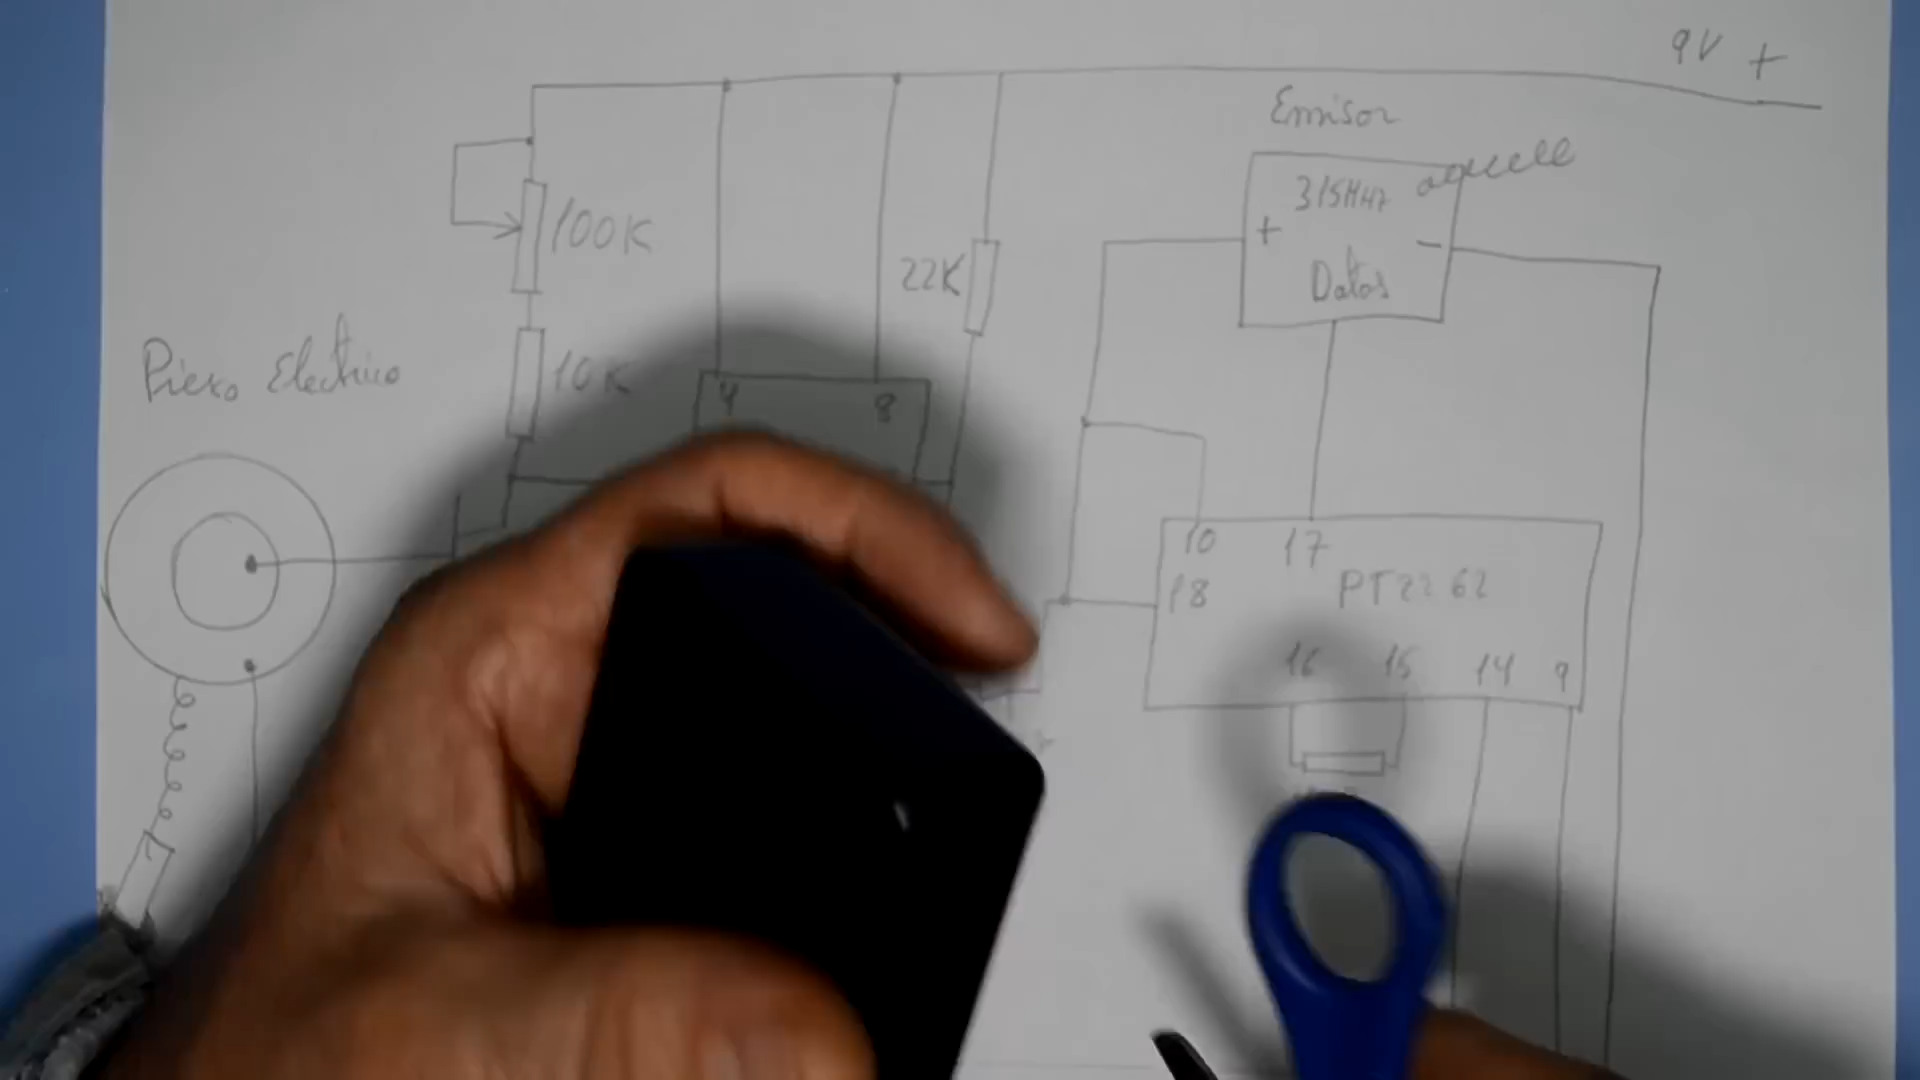 9V +
Emisor
315MHz
+ -
Datos
100K
22K
Piezo Electrico
10K
4 8
10 17
18 PT2262
16 15 14 9